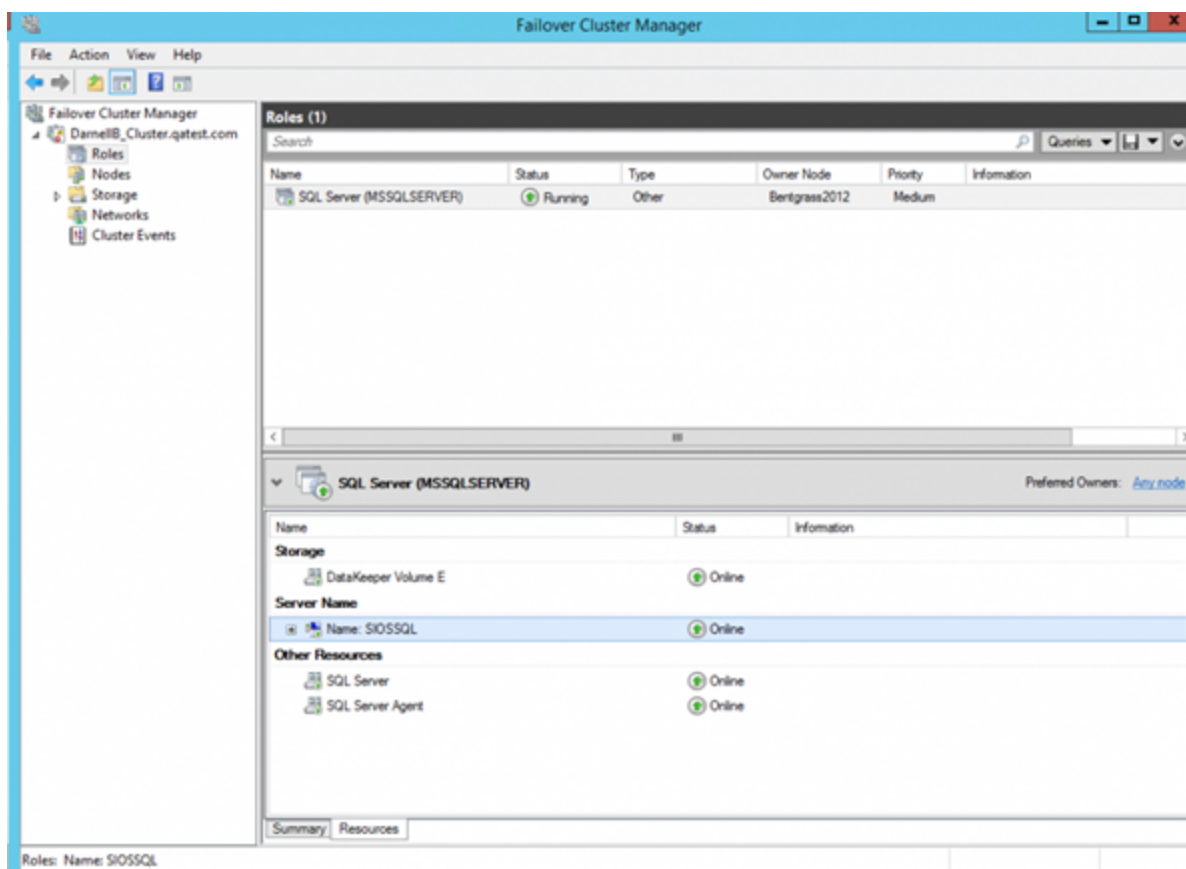 Failover Cluster Manager
File Action View Help
Failover Cluster Manager
DarnellB_Cluster.qatest.com
Roles
Nodes
Storage
Networks
Cluster Events
Roles (1)
Search
Queries
Name Status Type Owner Node Priority Information
SQL Server (MSSQLSERVER) Running Other Bentgrass2012 Medium
SQL Server (MSSQLSERVER) Preferred Owners: Any node
Name Status Information
Storage
DataKeeper Volume E Online
Server Name
Name: SIOSSQL Online
Other Resources
SQL Server Online
SQL Server Agent Online
Summary Resources
Roles: Name: SIOSSQL